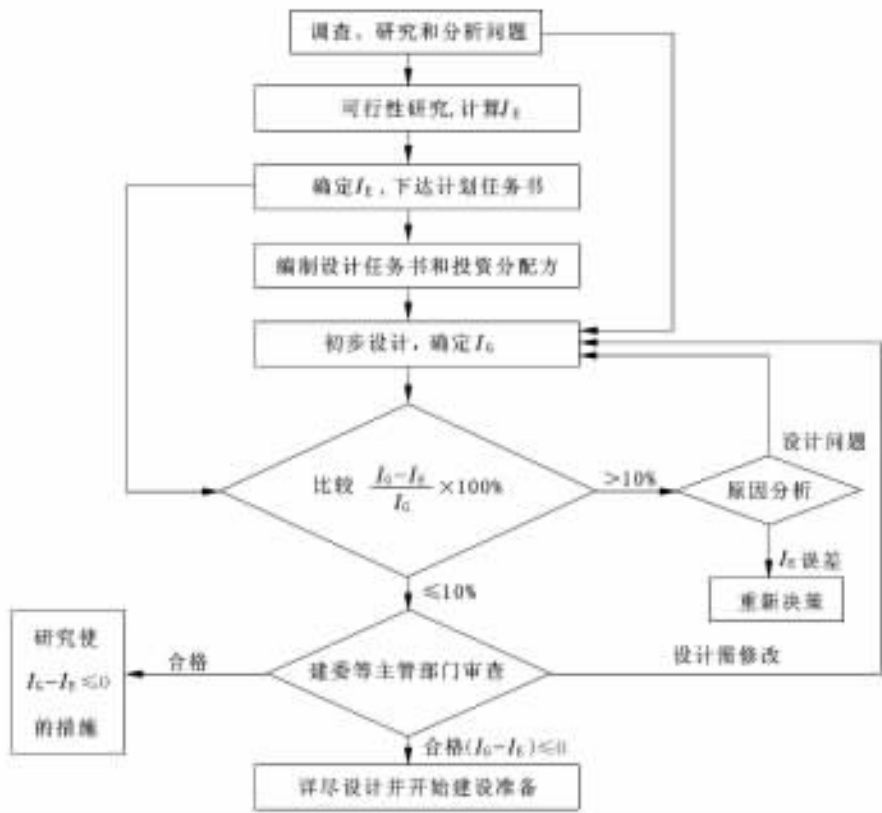 调查、研究和分析问题
可行性研究,计算I_E
确定I_E,下达计划任务书
编制设计任务书和投资分配方
初步设计,确定I_G
设计问题
比较 (I_G-I_E)/I_G ×100%
>10%
原因分析
I_E误差
≤10%
重新决策
研究使
I_G-I_E≤0
的措施
合格
建委等主管部门审查
设计需修改
合格(I_G-I_E)≤0
详尽设计并开始建设准备